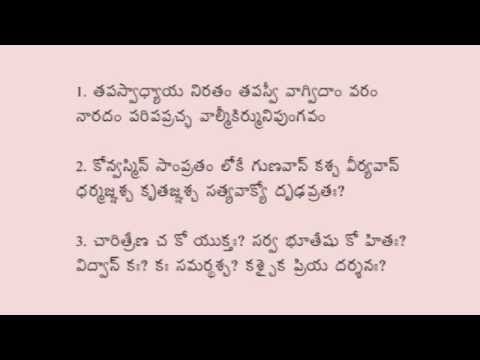 1. తపస్వాధ్యాయ నిరతం తపస్వీ వాగ్విదాం వరం
నారదం పరిపప్రచ్ఛ వాల్మీకిర్మునిపుంగవం
2. కోన్వస్మిన్ సాంప్రతం లోకే గుణవాన్ కశ్చ వీర్యవాన్
ధర్మజ్ఞశ్చ కృతజ్ఞశ్చ సత్యవాక్యో దృఢవ్రతః?
3. చారిత్రేణ చ కో యుక్తః? సర్వ భూతేషు కో హితః?
విద్వాన్ కః? కః సమర్థశ్చ? కశ్చైక ప్రియ దర్శనః?